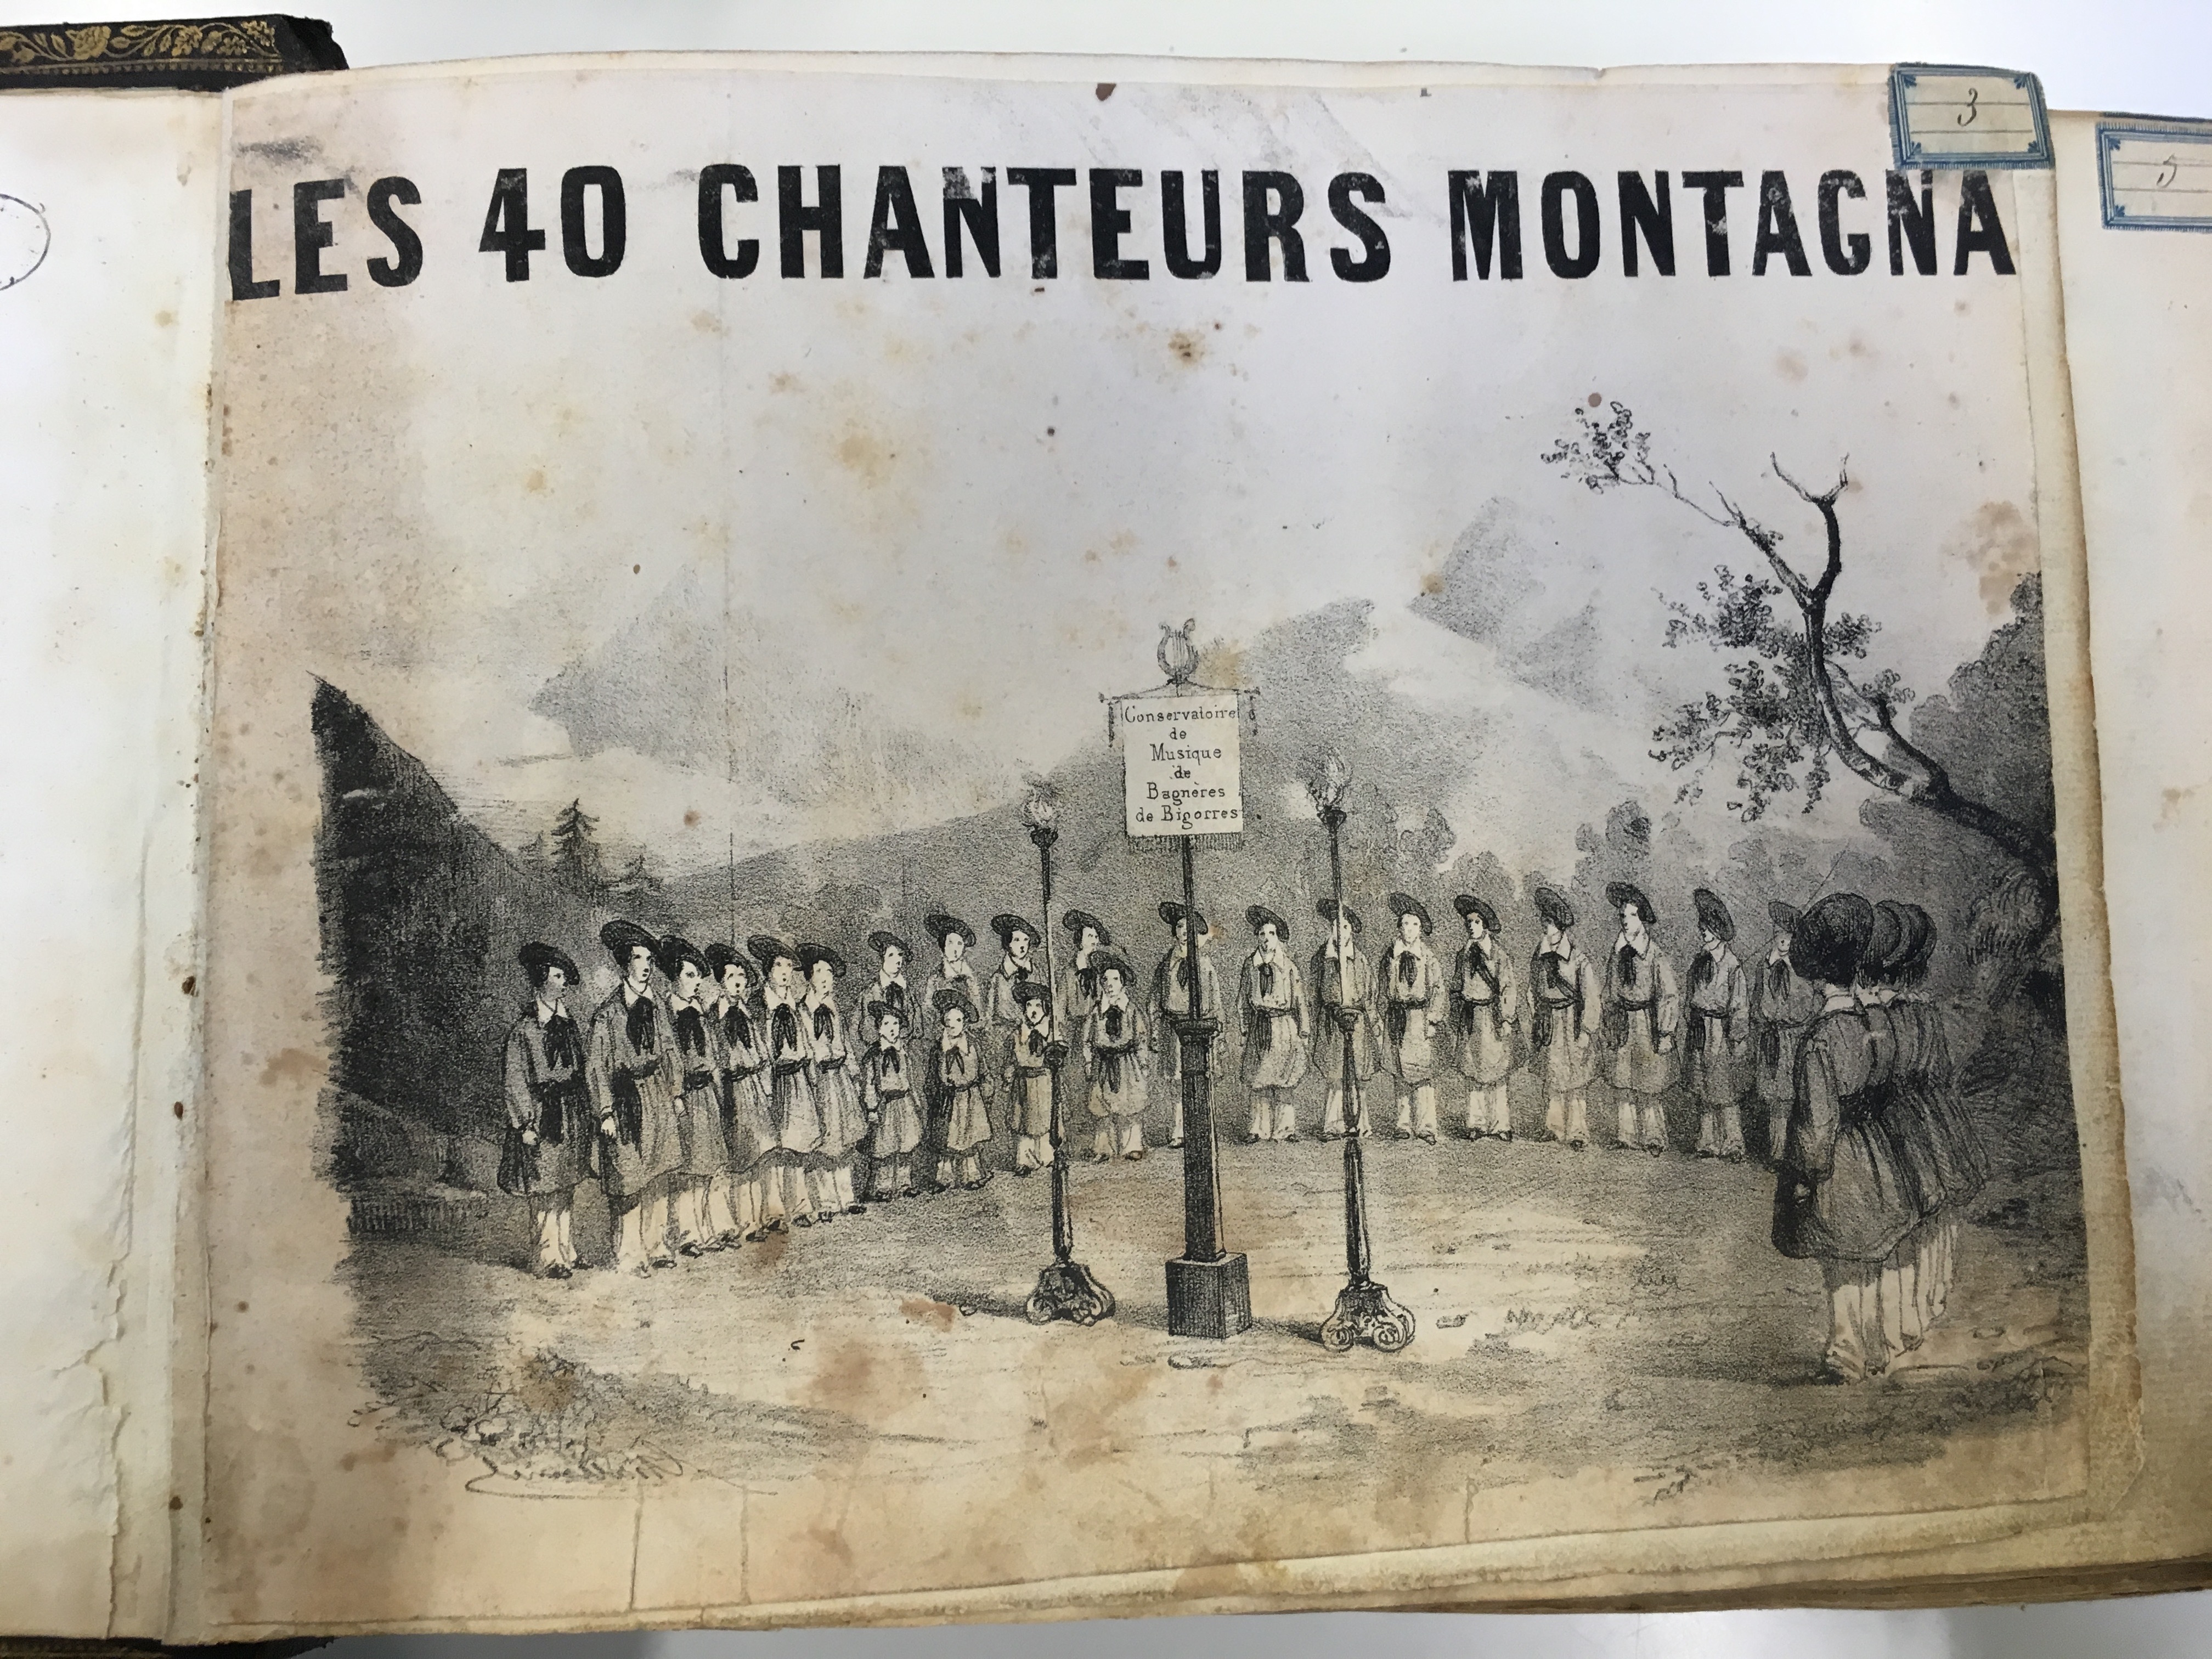 LES 40 CHANTEURS MONTAGNA
3
5
Conservatoire
de
Musique
de
Bagnères
de Bigorres